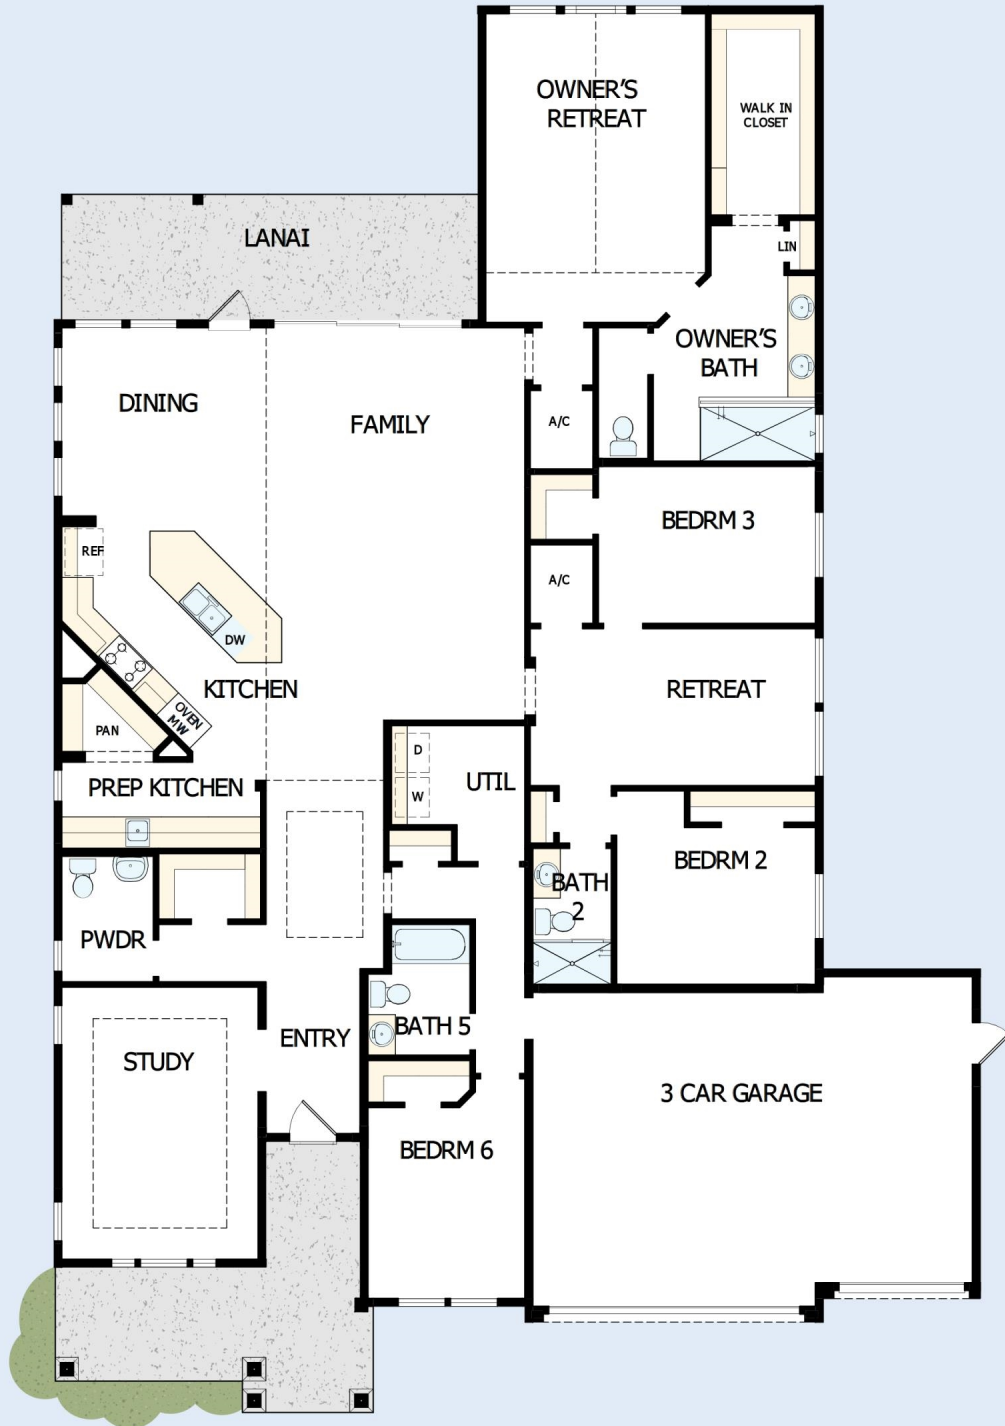 OWNER'S
RETREAT
WALK IN
CLOSET
LANAI
LIN
OWNER'S
BATH
DINING
FAMILY
A/C
BEDRM 3
REF
A/C
DW
KITCHEN
RETREAT
OVEN
MW
PAN
D
W
UTIL
PREP KITCHEN
BEDRM 2
BATH
2
PWDR
BATH 5
ENTRY
STUDY
3 CAR GARAGE
BEDRM 6